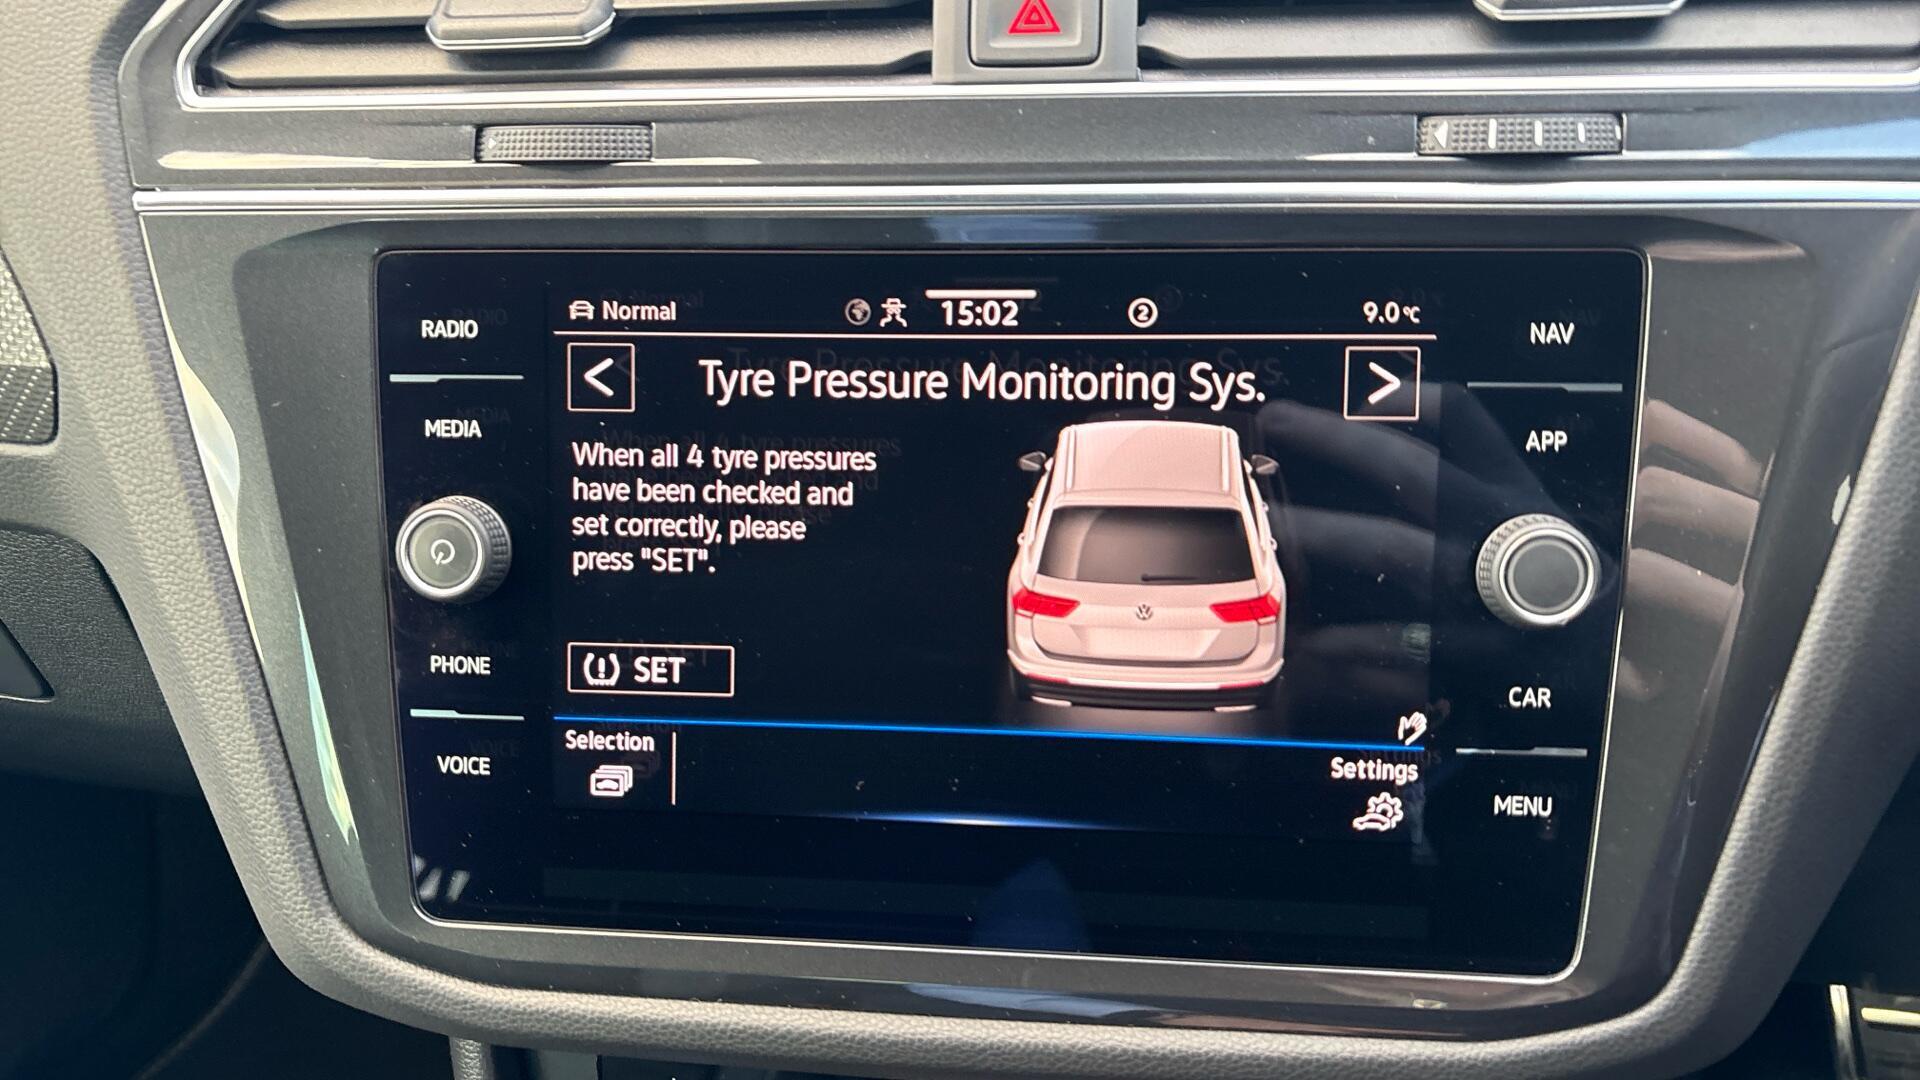 RADIO
MEDIA
PHONE
VOICE
Normal
15:02
2
9.0°C
Tyre Pressure Monitoring Sys.
When all 4 tyre pressures
have been checked and
set correctly, please
press "SET".
SET
Selection
Settings
NAV
APP
CAR
MENU